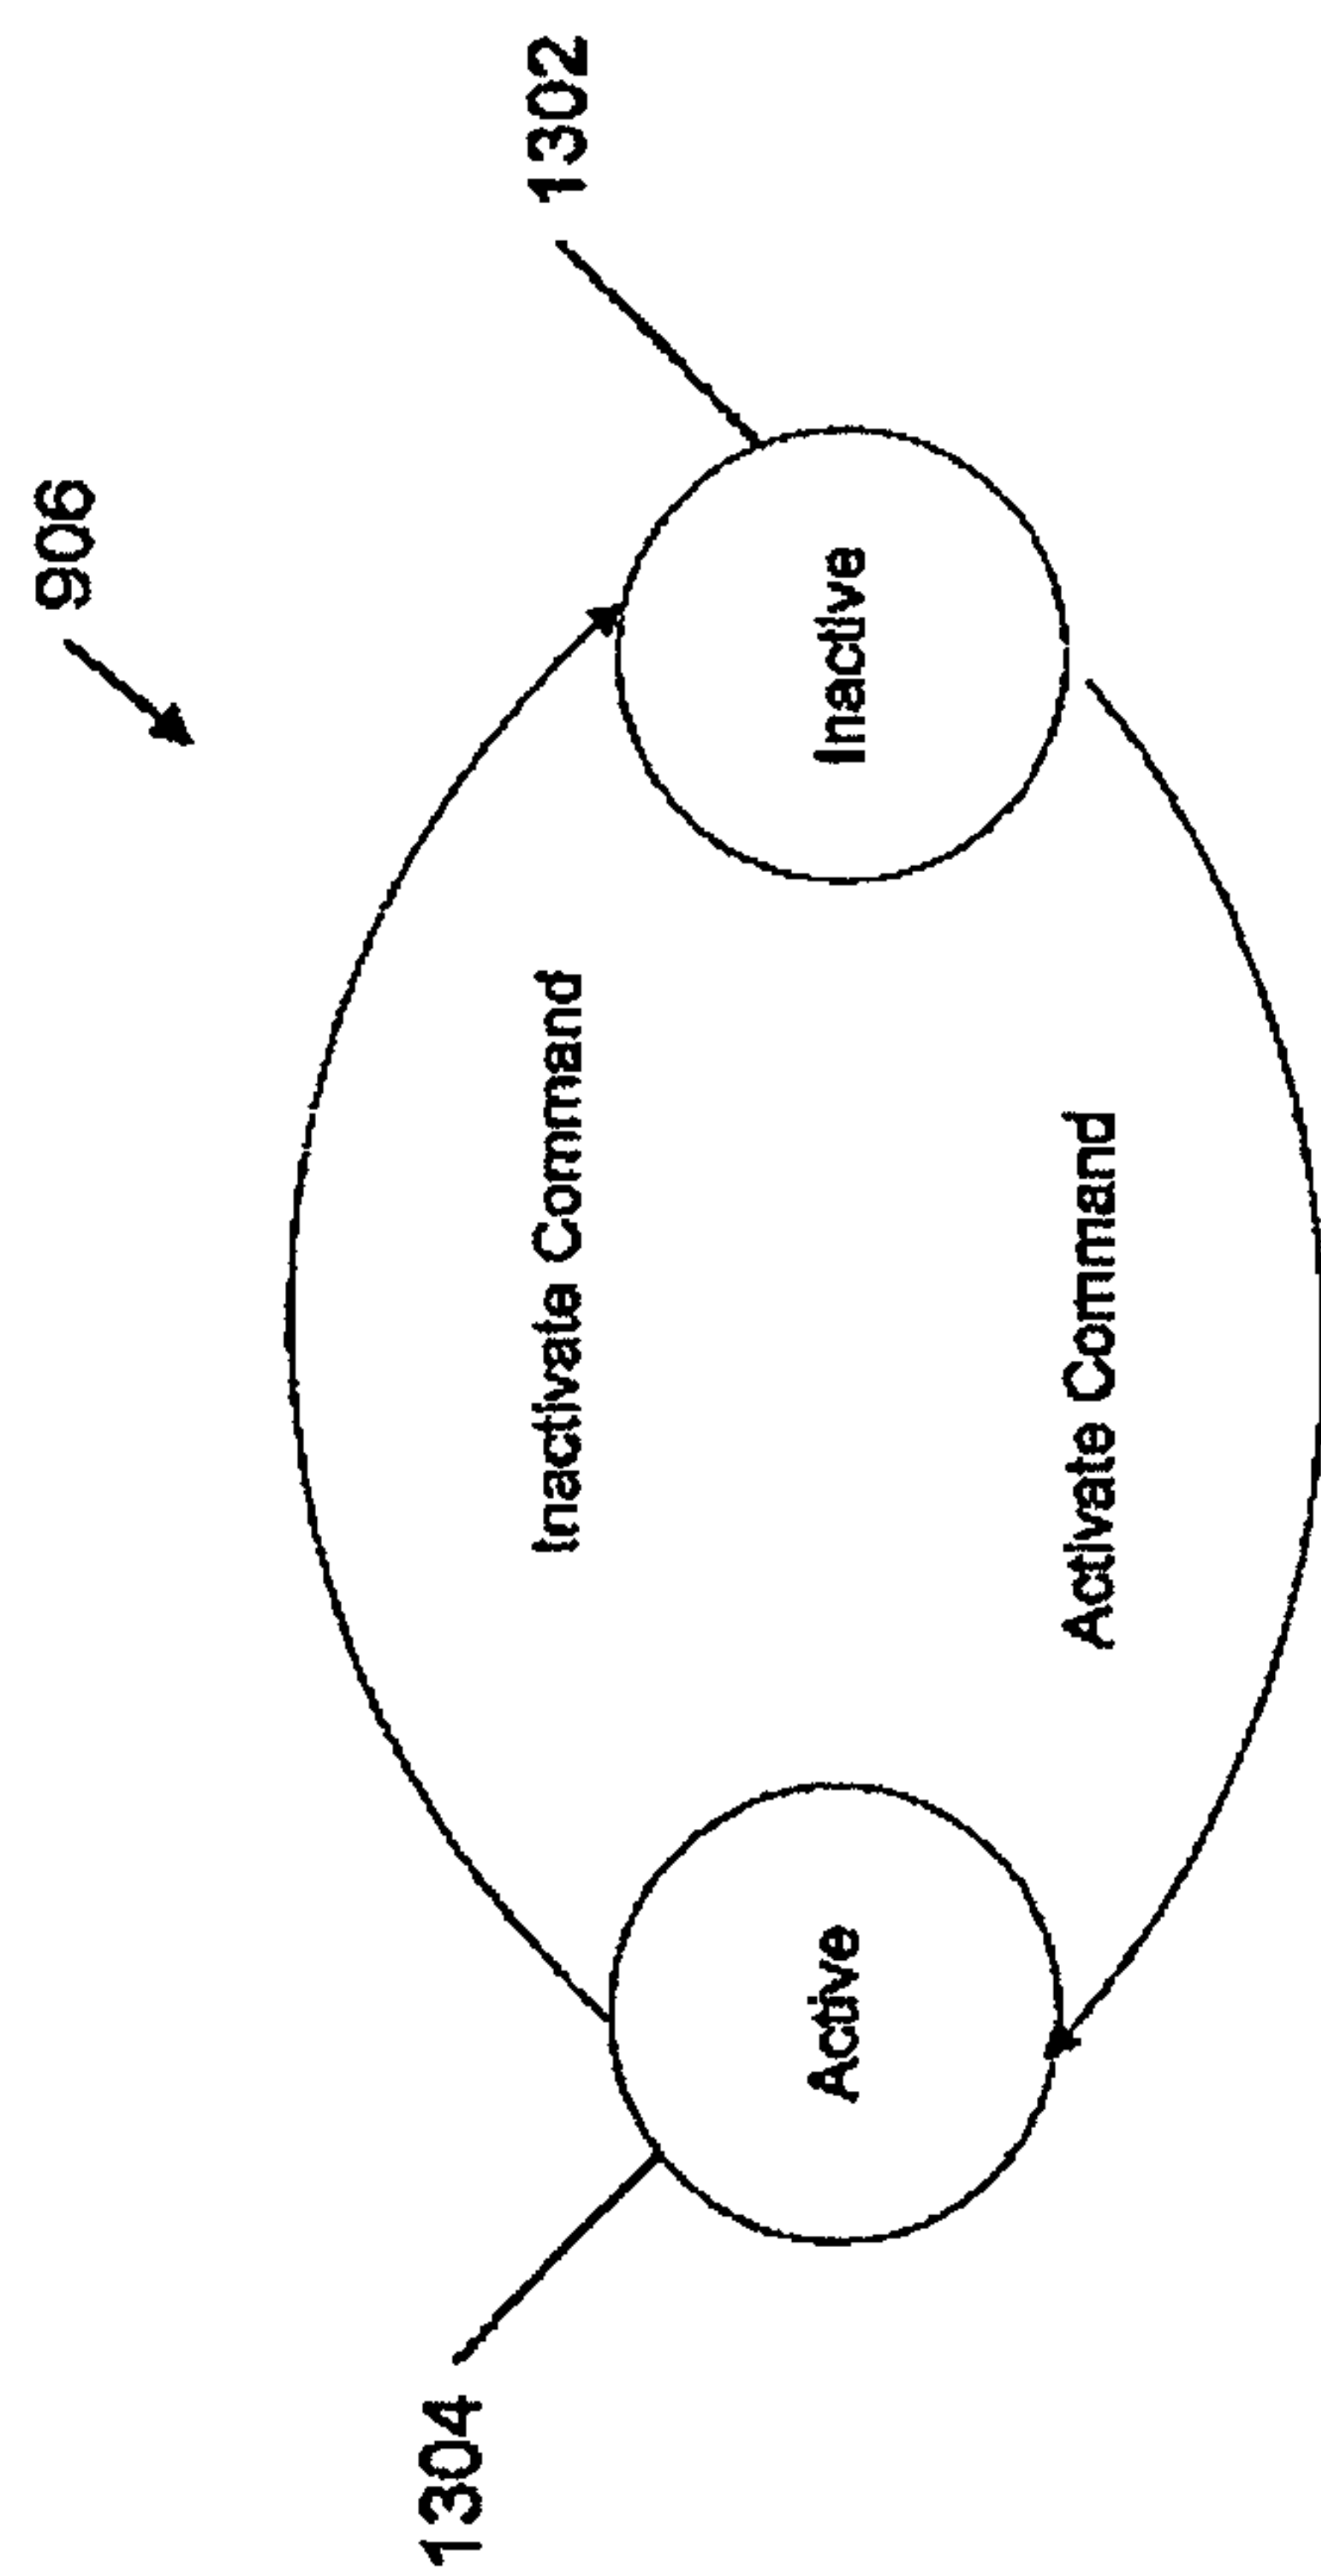 906
1302
1304
Inactivate Command
Active
Inactive
Activate Command